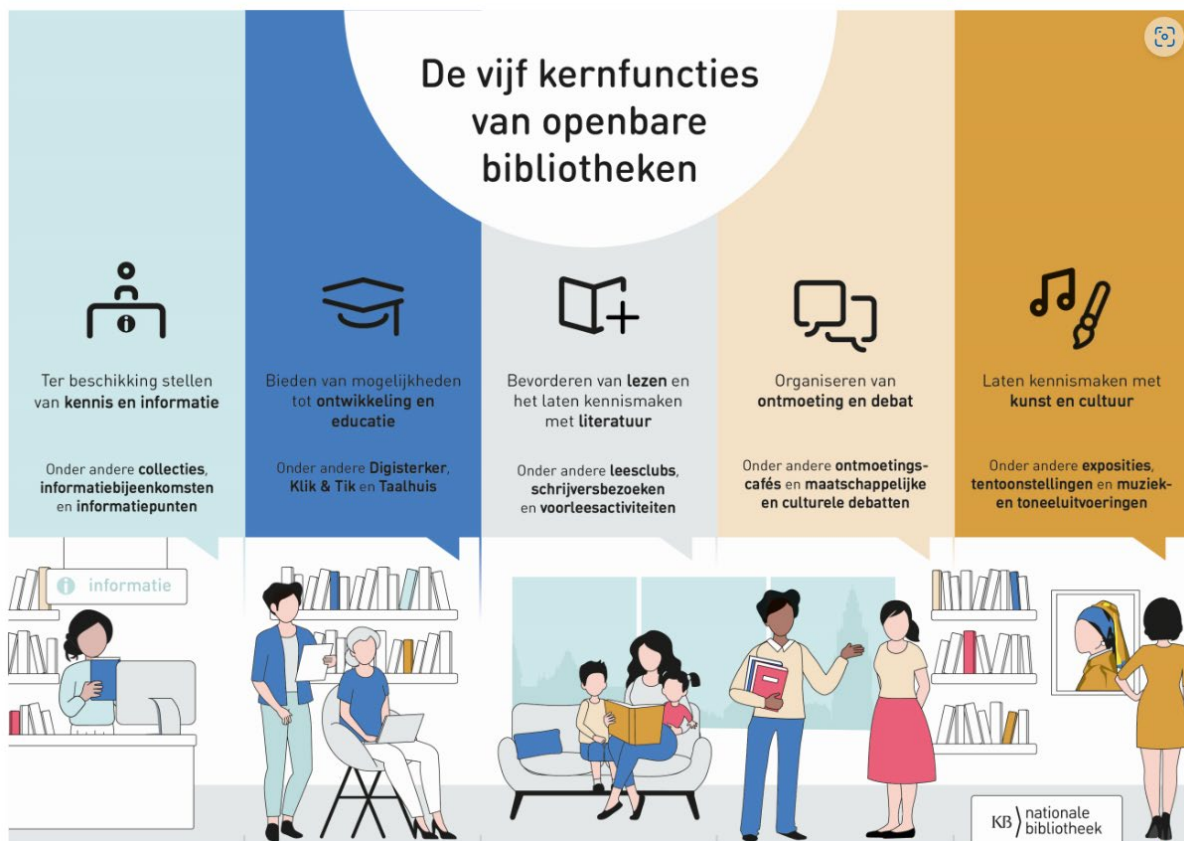 De vijf kernfuncties
van openbare
bibliotheken
Ter beschikking stellen
van kennis en informatie
Onder andere collecties,
informatiebijeenkomsten
en informatiepunten
Bieden van mogelijkheden
tot ontwikkeling en
educatie
Onder andere Digisterker,
Klik & Tik en Taalhuis
Bevorderen van lezen en
het laten kennismaken
met literatuur
Onder andere leesclubs,
schrijversbezoeken
en voorleesactiviteiten
Organiseren van
ontmoeting en debat
Onder andere ontmoetings-
cafés en maatschappelijke
en culturele debatten
Laten kennismaken met
kunst en cultuur
Onder andere exposities,
tentoonstellingen en muziek-
en toneeluitvoeringen
i informatie
KB nationale
bibliotheek